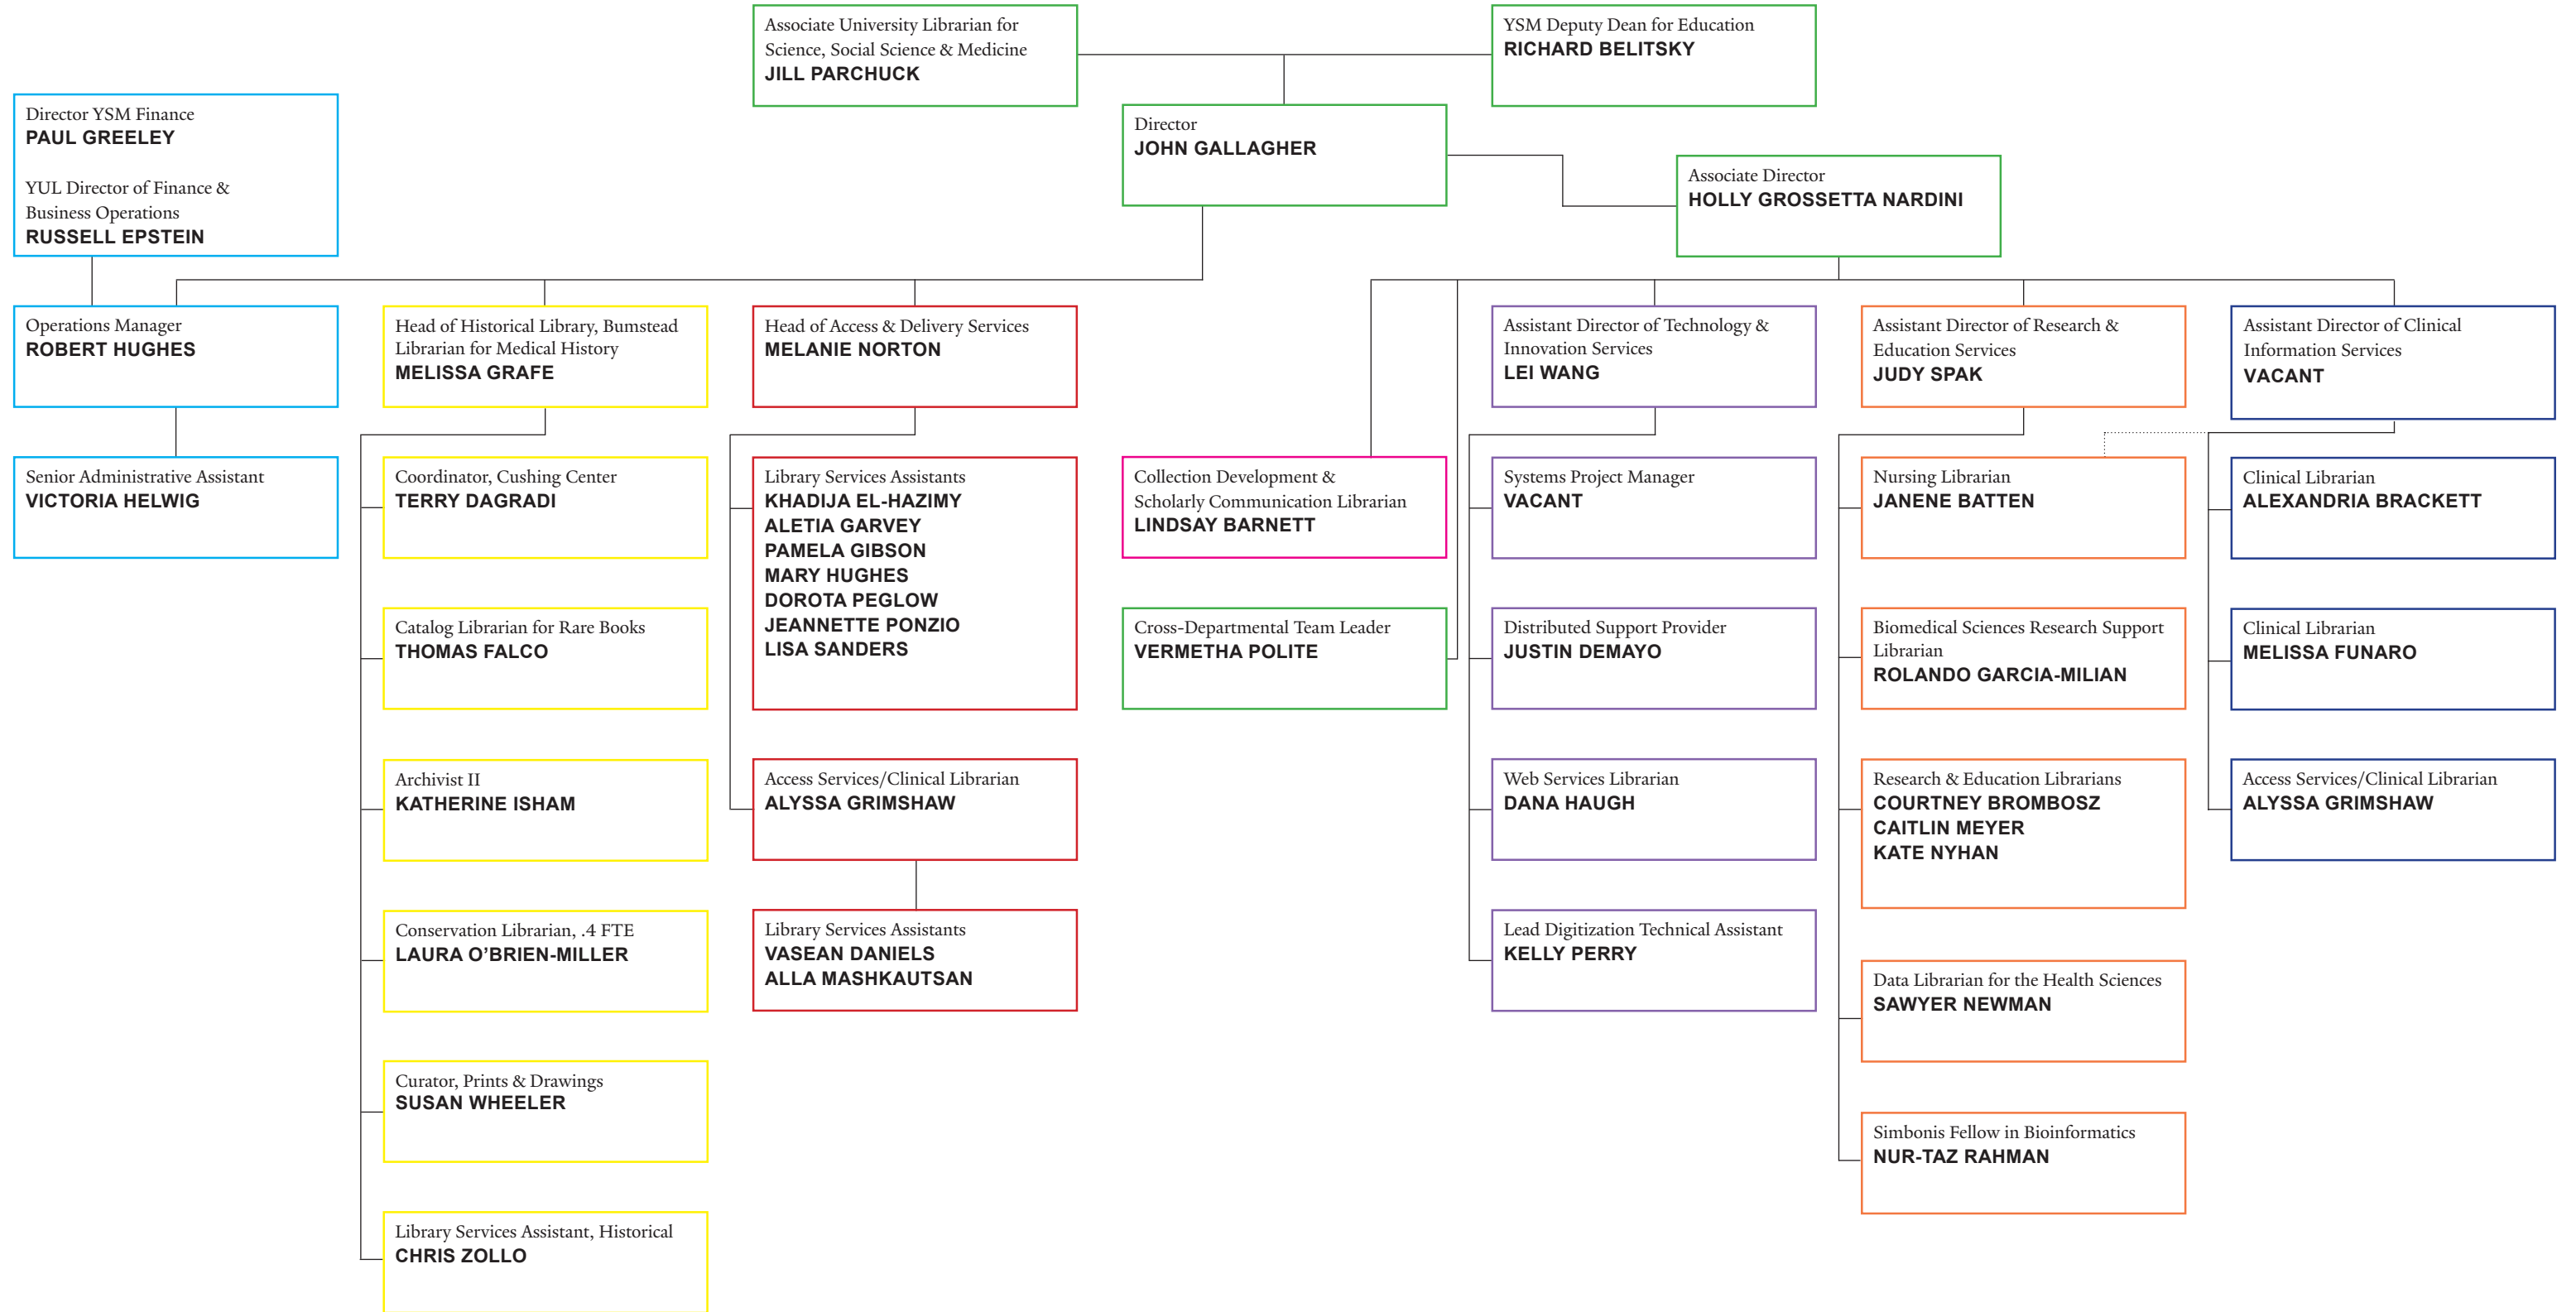 Associate University Librarian for
Science, Social Science & Medicine
JILL PARCHUCK
YSM Deputy Dean for Education
RICHARD BELITSKY
Director YSM Finance
PAUL GREELEY
YUL Director of Finance &
Business Operations
RUSSELL EPSTEIN
Director
JOHN GALLAGHER
Associate Director
HOLLY GROSSETTA NARDINI
Operations Manager
ROBERT HUGHES
Head of Historical Library, Bumstead
Librarian for Medical History
MELISSA GRAFE
Head of Access & Delivery Services
MELANIE NORTON
Assistant Director of Technology &
Innovation Services
LEI WANG
Assistant Director of Research &
Education Services
JUDY SPAK
Assistant Director of Clinical
Information Services
VACANT
Senior Administrative Assistant
VICTORIA HELWIG
Coordinator, Cushing Center
TERRY DAGRADI
Library Services Assistants
KHADIJA EL-HAZIMY
ALETIA GARVEY
PAMELA GIBSON
MARY HUGHES
DOROTA PEGLOW
JEANNETTE PONZIO
LISA SANDERS
Collection Development &
Scholarly Communication Librarian
LINDSAY BARNETT
Systems Project Manager
VACANT
Nursing Librarian
JANENE BATTEN
Clinical Librarian
ALEXANDRIA BRACKETT
Catalog Librarian for Rare Books
THOMAS FALCO
Cross-Departmental Team Leader
VERMETHA POLITE
Distributed Support Provider
JUSTIN DEMAYO
Biomedical Sciences Research Support
Librarian
ROLANDO GARCIA-MILIAN
Clinical Librarian
MELISSA FUNARO
Archivist II
KATHERINE ISHAM
Access Services/Clinical Librarian
ALYSSA GRIMSHAW
Web Services Librarian
DANA HAUGH
Research & Education Librarians
COURTNEY BROMBOSZ
CAITLIN MEYER
KATE NYHAN
Access Services/Clinical Librarian
ALYSSA GRIMSHAW
Conservation Librarian, .4 FTE
LAURA O’BRIEN-MILLER
Library Services Assistants
VASEAN DANIELS
ALLA MASHKAUTSAN
Lead Digitization Technical Assistant
KELLY PERRY
Data Librarian for the Health Sciences
SAWYER NEWMAN
Curator, Prints & Drawings
SUSAN WHEELER
Simbonis Fellow in Bioinformatics
NUR-TAZ RAHMAN
Library Services Assistant, Historical
CHRIS ZOLLO